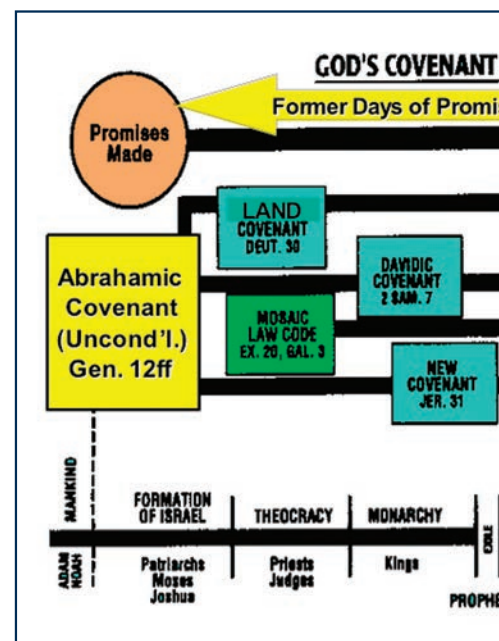 GOD'S COVENANT
Former Days of Promis
Promises
Made
LAND
COVENANT
DEUT. 30
Abrahamic
Covenant
(Uncond'l.)
Gen. 12ff
DAVIDIC
COVENANT
2 SAM. 7
MOSAIC
LAW CODE
EX. 20, GAL. 3
NEW
COVENANT
JER. 31
MANKIND
FORMATION
OF ISRAEL
THEOCRACY
MONARCHY
EXILE
ADAM
NOAH
Patriarchs
Moses
Joshua
Priests
Judges
Kings
PROPHE